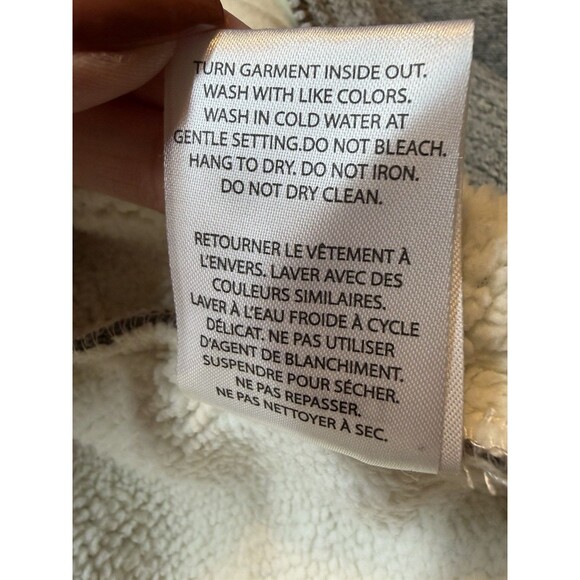 TURN GARMENT INSIDE OUT.
WASH WITH LIKE COLORS.
WASH IN COLD WATER AT
GENTLE SETTING.DO NOT BLEACH.
HANG TO DRY. DO NOT IRON.
DO NOT DRY CLEAN.
RETOURNER LE VÊTEMENT À
L'ENVERS. LAVER AVEC DES
COULEURS SIMILAIRES.
LAVER À L'EAU FROIDE À CYCLE
DÉLICAT. NE PAS UTILISER
D'AGENT DE BLANCHIMENT.
SUSPENDRE POUR SÉCHER.
NE PAS REPASSER.
NE PAS NETTOYER À SEC.